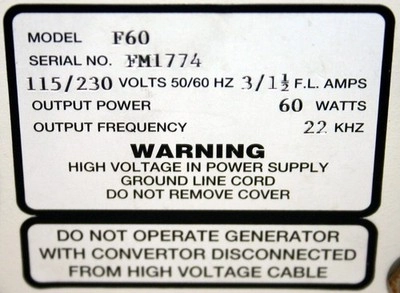 MODEL F60
SERIAL NO. FM1774
115/230 VOLTS 50/60 HZ 3/1½ F.L. AMPS
OUTPUT POWER 60 WATTS
OUTPUT FREQUENCY 22 KHZ
WARNING
HIGH VOLTAGE IN POWER SUPPLY
GROUND LINE CORD
DO NOT REMOVE COVER
DO NOT OPERATE GENERATOR
WITH CONVERTOR DISCONNECTED
FROM HIGH VOLTAGE CABLE